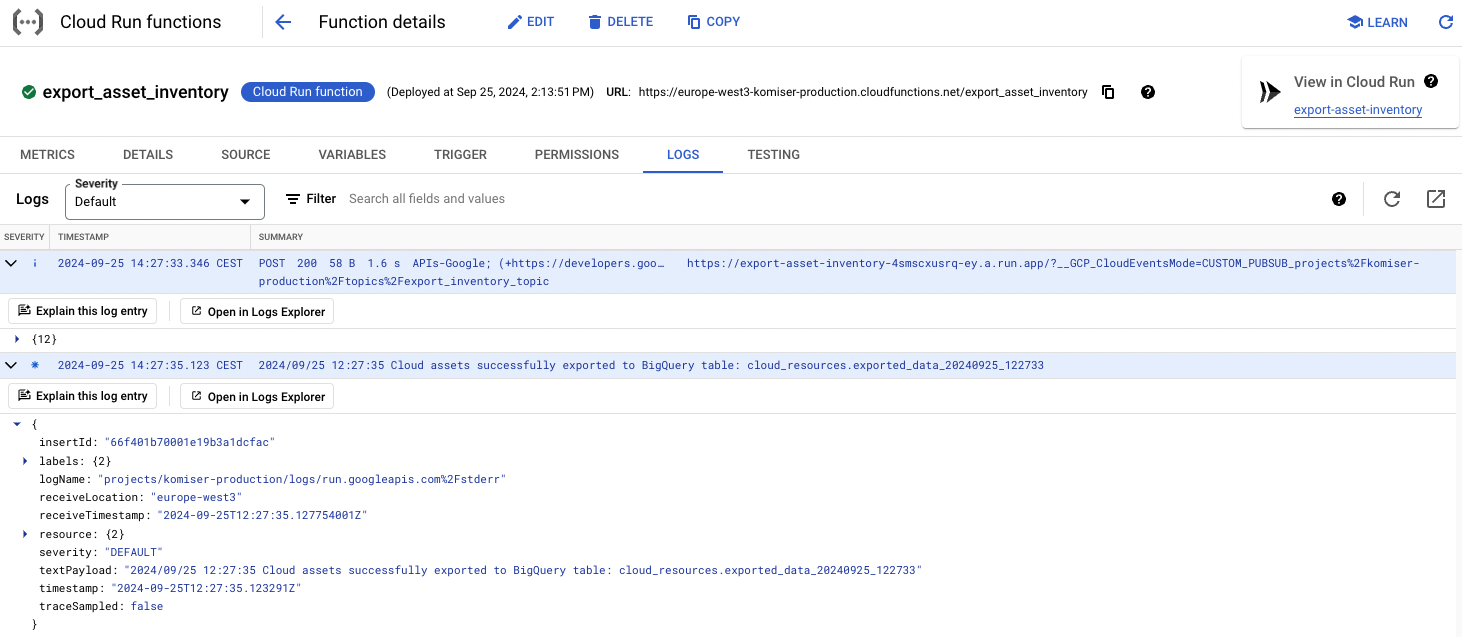 Cloud Run functions Function details EDIT DELETE COPY LEARN
export_asset_inventory Cloud Run function (Deployed at Sep 25, 2024, 2:13:51 PM) URL: https://europe-west3-komiser-production.cloudfunctions.net/export_asset_inventory
View in Cloud Run
export-asset-inventory
METRICS DETAILS SOURCE VARIABLES TRIGGER PERMISSIONS LOGS TESTING
Severity
Logs Default Filter Search all fields and values
SEVERITY TIMESTAMP SUMMARY
i 2024-09-25 14:27:33.346 CEST POST 200 58 B 1.6 s APIs-Google; (+https://developers.goo… https://export-asset-inventory-4smscxusrq-ey.a.run.app/?__GCP_CloudEventsMode=CUSTOM_PUBSUB_projects%2Fkomiser-
production%2Ftopics%2Fexport_inventory_topic
Explain this log entry Open in Logs Explorer
{12}
* 2024-09-25 14:27:35.123 CEST 2024/09/25 12:27:35 Cloud assets successfully exported to BigQuery table: cloud_resources.exported_data_20240925_122733
Explain this log entry Open in Logs Explorer
{
insertId: "66f401b70001e19b3a1dcfac"
labels: {2}
logName: "projects/komiser-production/logs/run.googleapis.com%2Fstderr"
receiveLocation: "europe-west3"
receiveTimestamp: "2024-09-25T12:27:35.127754001Z"
resource: {2}
severity: "DEFAULT"
textPayload: "2024/09/25 12:27:35 Cloud assets successfully exported to BigQuery table: cloud_resources.exported_data_20240925_122733"
timestamp: "2024-09-25T12:27:35.123291Z"
traceSampled: false
}